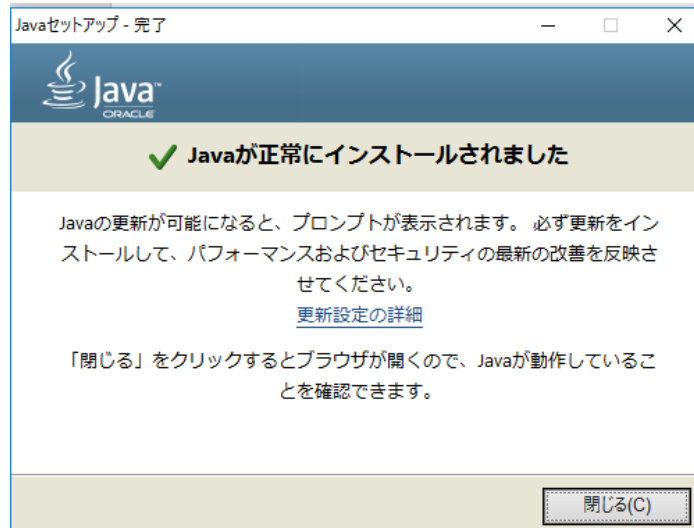 Javaセットアップ - 完了
Java™
ORACLE
Javaが正常にインストールされました
Javaの更新が可能になると、プロンプトが表示されます。 必ず更新をイン
ストールして、パフォーマンスおよびセキュリティの最新の改善を反映さ
せてください。
更新設定の詳細
「閉じる」をクリックするとブラウザが開くので、Javaが動作しているこ
とを確認できます。
閉じる(C)